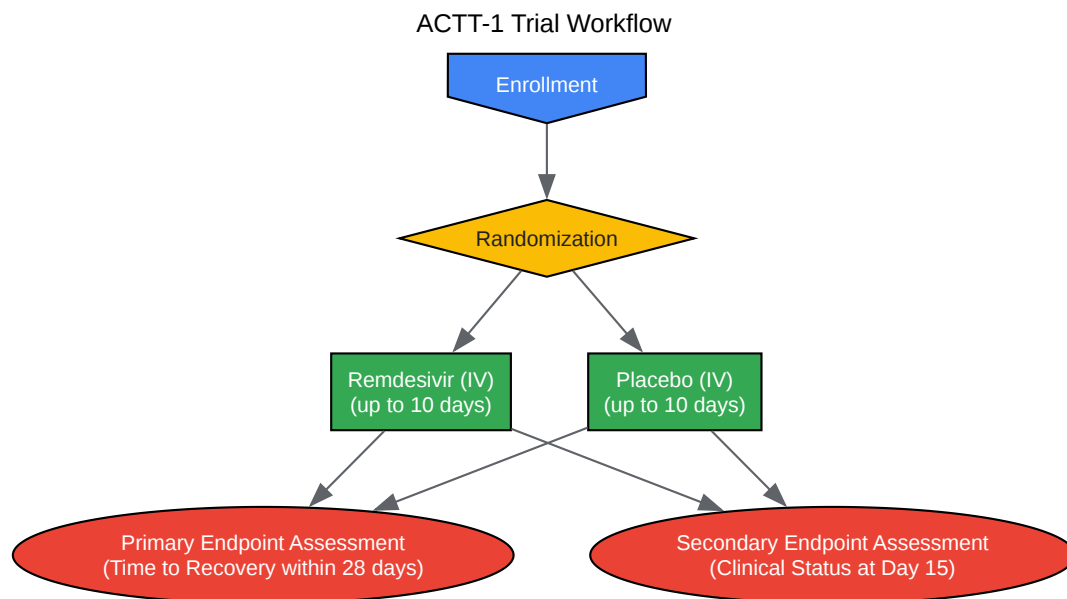 ACTT-1 Trial Workflow
Enrollment
Randomization
Remdesivir (IV)
(up to 10 days)
Placebo (IV)
(up to 10 days)
Primary Endpoint Assessment
(Time to Recovery within 28 days)
Secondary Endpoint Assessment
(Clinical Status at Day 15)